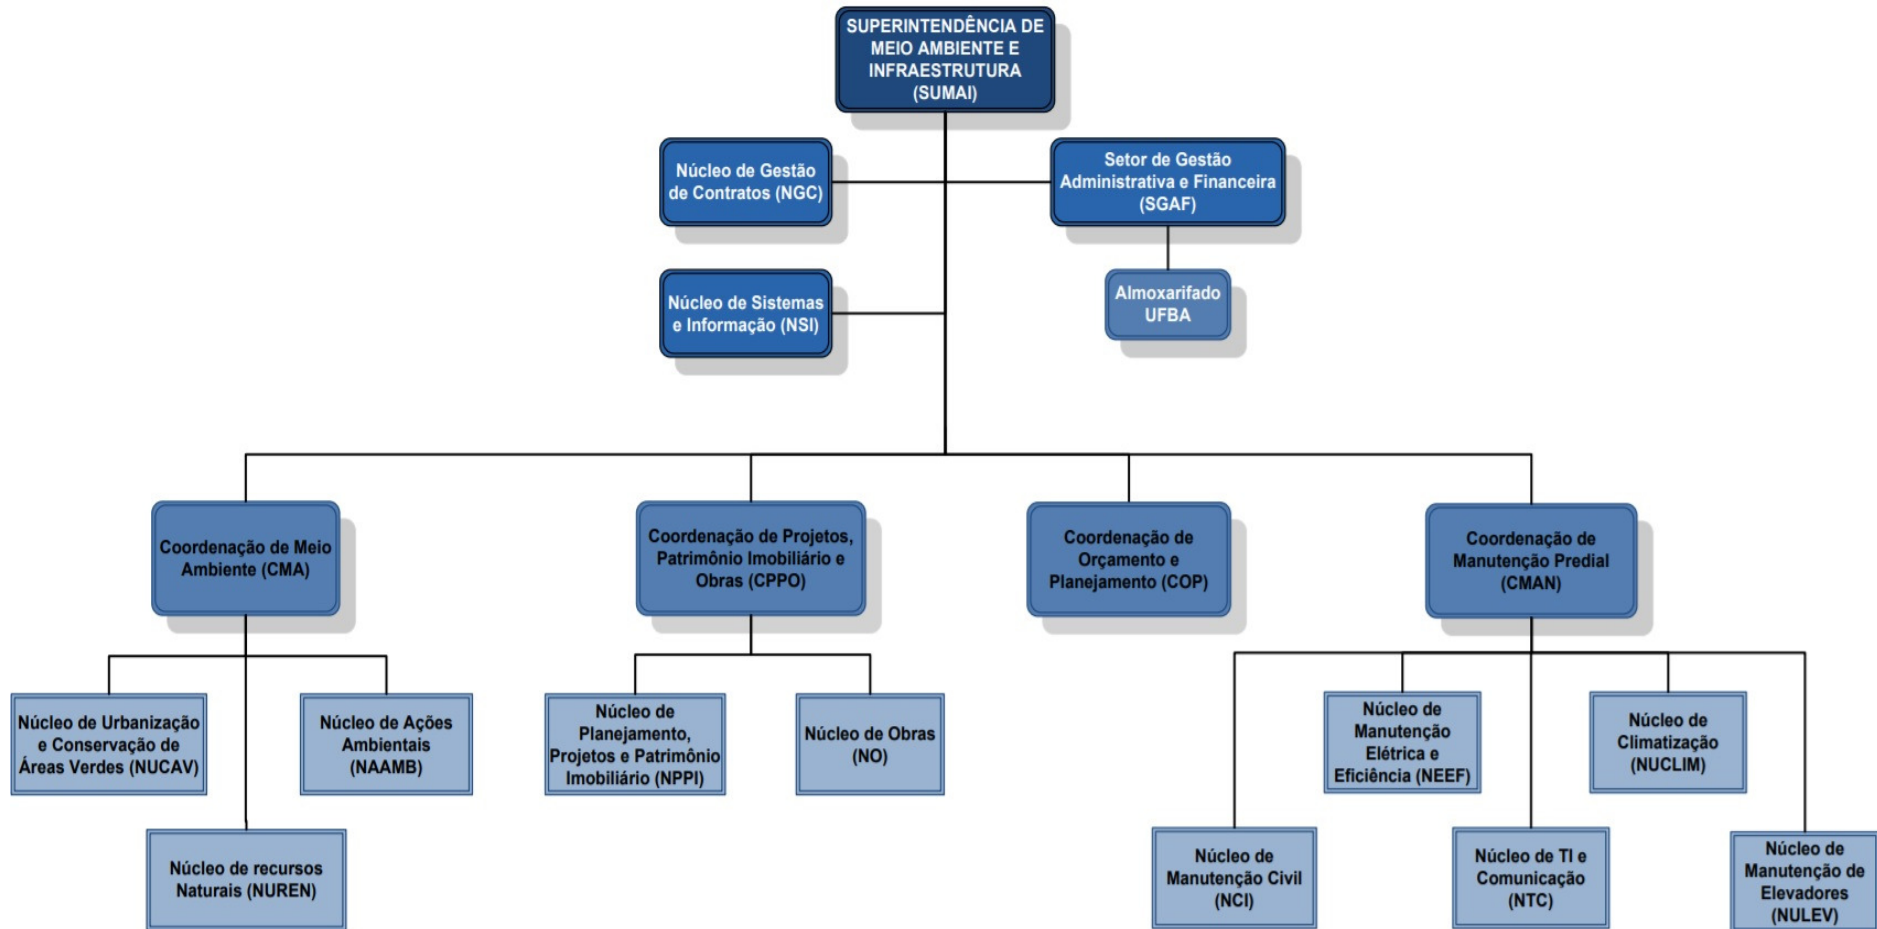 SUPERINTENDÊNCIA DE
MEIO AMBIENTE E
INFRAESTRUTURA
(SUMAI)
Núcleo de Gestão
de Contratos (NGC)
Setor de Gestão
Administrativa e Financeira
(SGAF)
Núcleo de Sistemas
e Informação (NSI)
Almoxarifado
UFBA
Coordenação de Meio
Ambiente (CMA)
Coordenação de Projetos,
Patrimônio Imobiliário e
Obras (CPPO)
Coordenação de
Orçamento e
Planejamento (COP)
Coordenação de
Manutenção Predial
(CMAN)
Núcleo de Urbanização
e Conservação de
Áreas Verdes (NUCAV)
Núcleo de Ações
Ambientais
(NAAMB)
Núcleo de
Planejamento,
Projetos e Patrimônio
Imobiliário (NPPI)
Núcleo de Obras
(NO)
Núcleo de
Manutenção
Elétrica e
Eficiência (NEEF)
Núcleo de
Climatização
(NUCLIM)
Núcleo de recursos
Naturais (NUREN)
Núcleo de
Manutenção Civil
(NCI)
Núcleo de TI e
Comunicação
(NTC)
Núcleo de
Manutenção de
Elevadores
(NULEV)